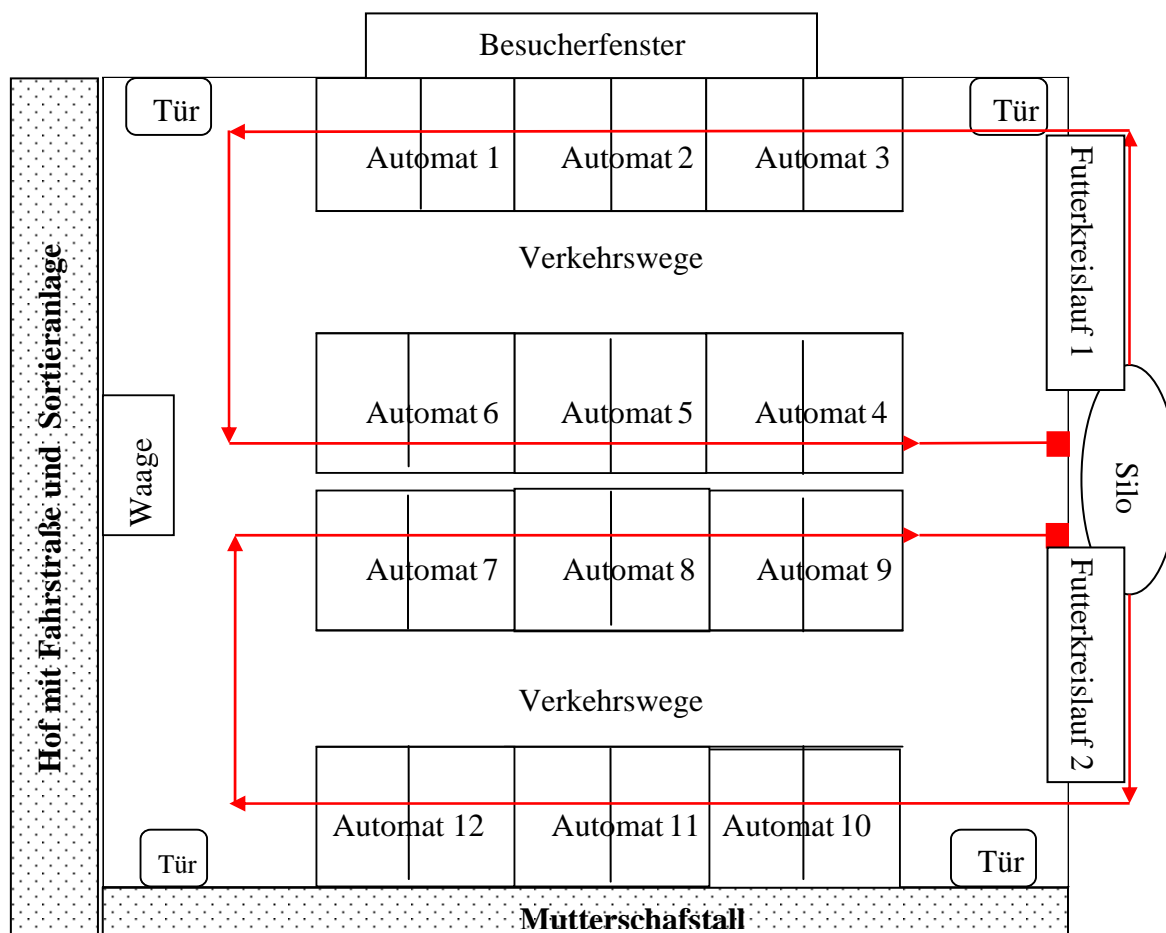 Besucherfenster
Tür
Tür
Automat 1
Automat 2
Automat 3
Futterkreislauf 1
Verkehrswege
Hof mit Fahrstraße und Sortieranlage
Automat 6
Automat 5
Automat 4
Waage
Silo
Automat 7
Automat 8
Automat 9
Futterkreislauf 2
Verkehrswege
Automat 12
Automat 11
Automat 10
Tür
Tür
Mutterschafstall